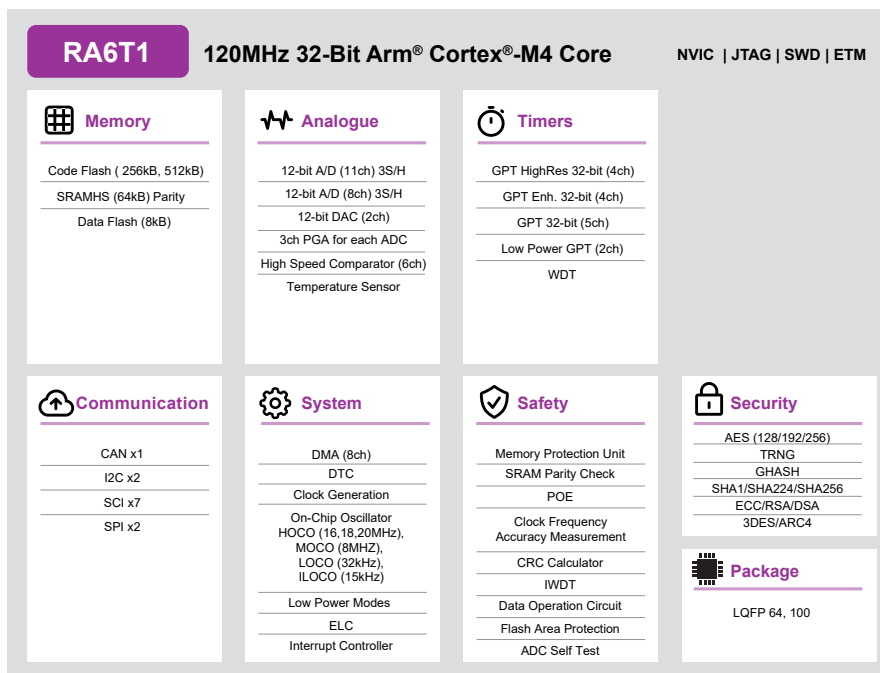 RA6T1
120MHz 32-Bit Arm® Cortex®-M4 Core
NVIC | JTAG | SWD | ETM
Memory
Code Flash ( 256kB, 512kB)
SRAMHS (64kB) Parity
Data Flash (8kB)
Analogue
12-bit A/D (11ch) 3S/H
12-bit A/D (8ch) 3S/H
12-bit DAC (2ch)
3ch PGA for each ADC
High Speed Comparator (6ch)
Temperature Sensor
Timers
GPT HighRes 32-bit (4ch)
GPT Enh. 32-bit (4ch)
GPT 32-bit (5ch)
Low Power GPT (2ch)
WDT
Communication
CAN x1
I2C x2
SCI x7
SPI x2
System
DMA (8ch)
DTC
Clock Generation
On-Chip Oscillator
HOCO (16,18,20MHz),
MOCO (8MHZ),
LOCO (32kHz),
ILOCO (15kHz)
Low Power Modes
ELC
Interrupt Controller
Safety
Memory Protection Unit
SRAM Parity Check
POE
Clock Frequency
Accuracy Measurement
CRC Calculator
IWDT
Data Operation Circuit
Flash Area Protection
ADC Self Test
Security
AES (128/192/256)
TRNG
GHASH
SHA1/SHA224/SHA256
ECC/RSA/DSA
3DES/ARC4
Package
LQFP 64, 100